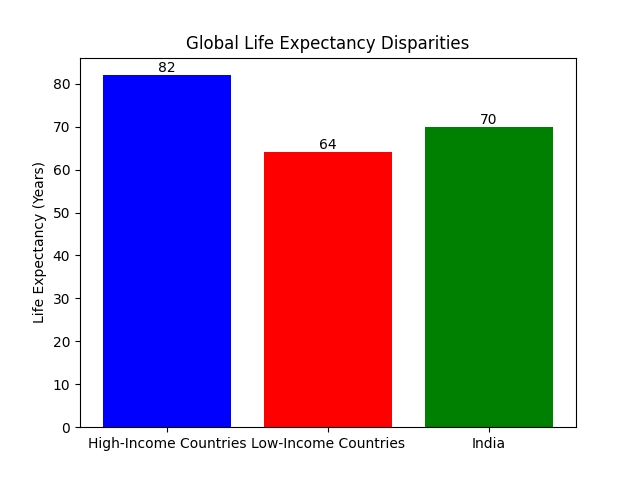 Global Life Expectancy Disparities
82
64
70
80
70
60
50
40
30
20
10
0
Life Expectancy (Years)
High-Income Countries
Low-Income Countries
India